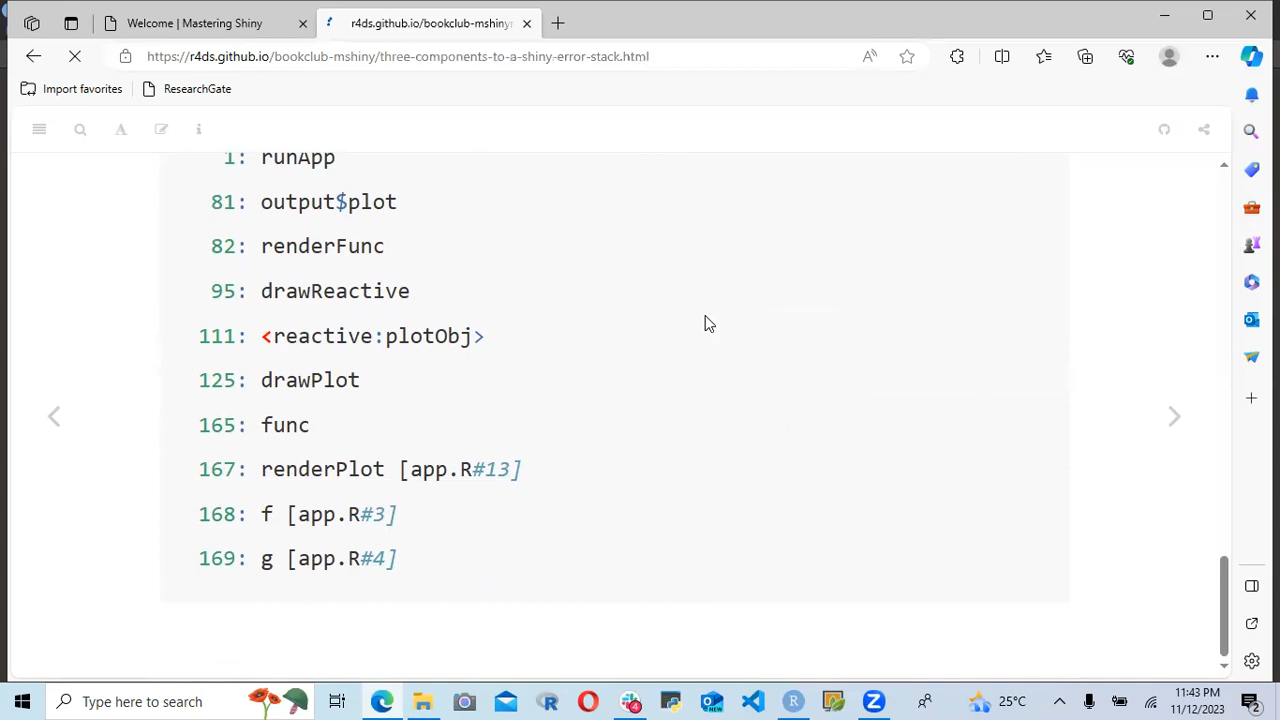 Welcome | Mastering Shiny
r4ds.github.io/bookclub-mshiny
https://r4ds.github.io/bookclub-mshiny/three-components-to-a-shiny-error-stack.html
Import favorites
ResearchGate
1: runApp
81: output$plot
82: renderFunc
95: drawReactive
111: <reactive:plotObj>
125: drawPlot
165: func
167: renderPlot [app.R#13]
168: f [app.R#3]
169: g [app.R#4]
Type here to search
4
NEW
25°C
11:43 PM
11/12/2023
2